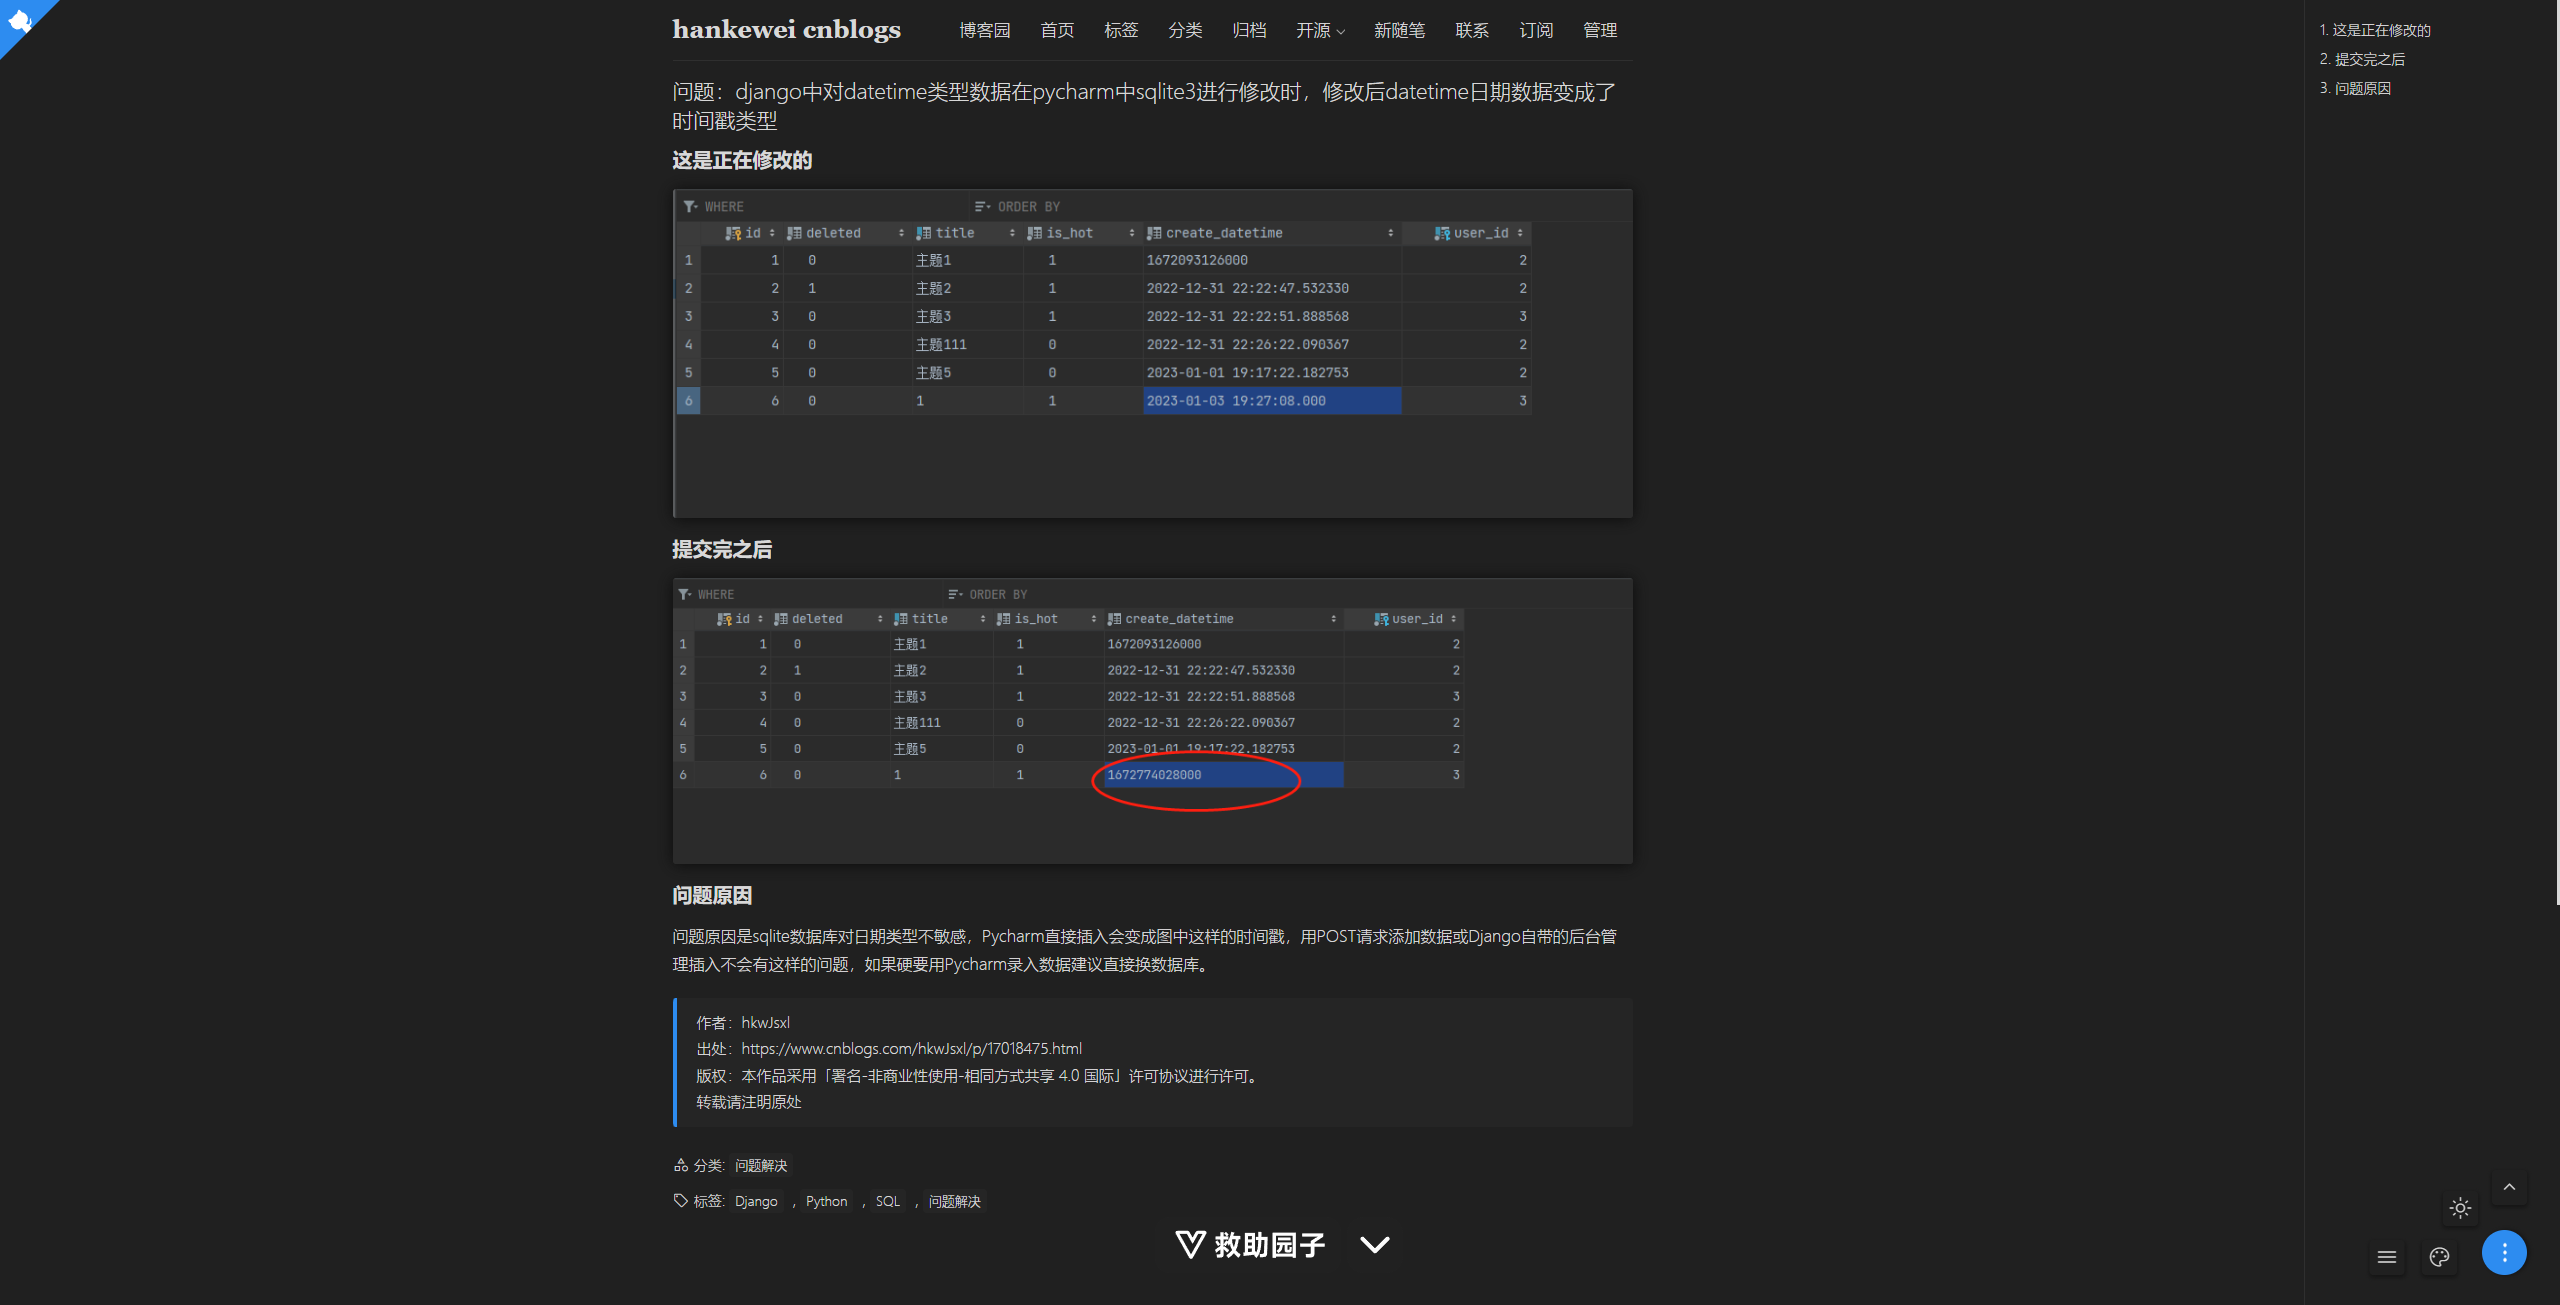 hankewei cnblogs 博客园 首页 标签 分类 归档 开源 新随笔 联系 订阅 管理
问题：django中对datetime类型数据在pycharm中sqlite3进行修改时，修改后datetime日期数据变成了
时间戳类型
这是正在修改的
WHERE ORDER BY
id deleted title is_hot create_datetime user_id
1 1 0 主题1 1 1672093126000 2
2 2 1 主题2 1 2022-12-31 22:22:47.532330 2
3 3 0 主题3 1 2022-12-31 22:22:51.888568 3
4 4 0 主题111 0 2022-12-31 22:26:22.090367 2
5 5 0 主题5 0 2023-01-01 19:17:22.182753 2
6 6 0 1 1 2023-01-03 19:27:08.000 3
提交完之后
WHERE ORDER BY
id deleted title is_hot create_datetime user_id
1 1 0 主题1 1 1672093126000 2
2 2 1 主题2 1 2022-12-31 22:22:47.532330 2
3 3 0 主题3 1 2022-12-31 22:22:51.888568 3
4 4 0 主题111 0 2022-12-31 22:26:22.090367 2
5 5 0 主题5 0 2023-01-01 19:17:22.182753 2
6 6 0 1 1 1672774028000 3
问题原因
问题原因是sqlite数据库对日期类型不敏感，Pycharm直接插入会变成图中这样的时间戳，用POST请求添加数据或Django自带的后台管
理插入不会有这样的问题，如果硬要用Pycharm录入数据建议直接换数据库。
作者：hkwJsxl
出处：https://www.cnblogs.com/hkwJsxl/p/17018475.html
版权：本作品采用「署名-非商业性使用-相同方式共享 4.0 国际」许可协议进行许可。
转载请注明原处
分类: 问题解决
标签: Django , Python , SQL , 问题解决
救助园子
1. 这是正在修改的
2. 提交完之后
3. 问题原因